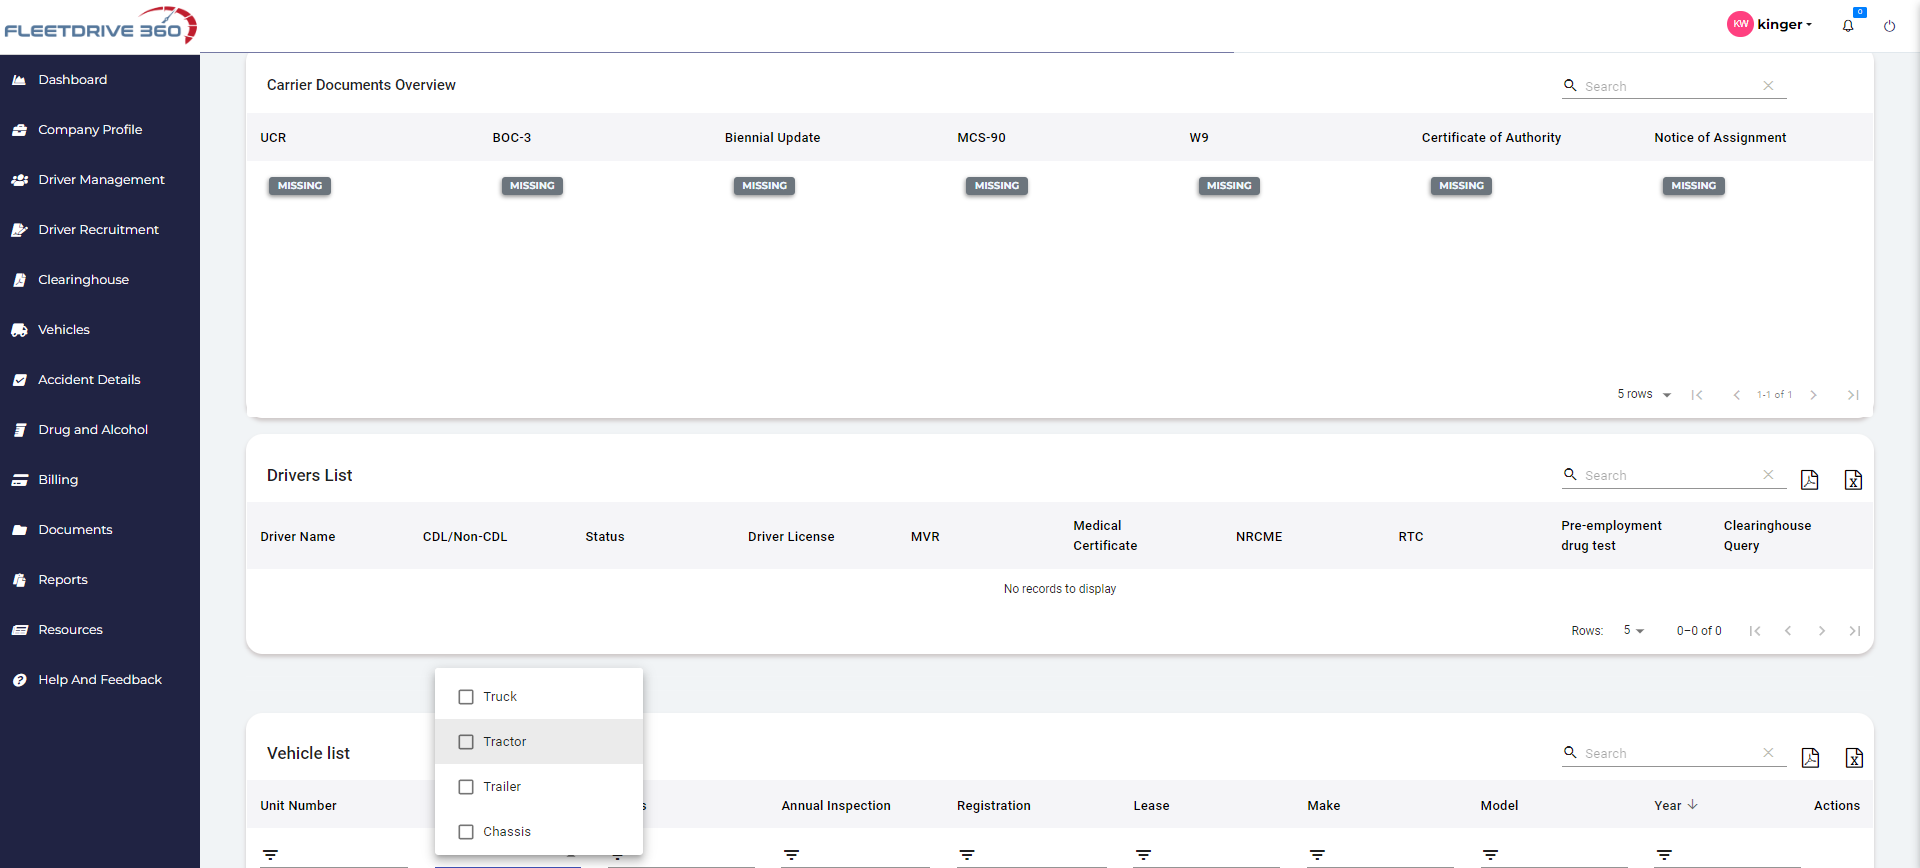 FLEETDRIVE 360
KW kinger
0
Dashboard
Company Profile
Driver Management
Driver Recruitment
Clearinghouse
Vehicles
Accident Details
Drug and Alcohol
Billing
Documents
Reports
Resources
Help And Feedback
Carrier Documents Overview
Search
UCR BOC-3 Biennial Update MCS-90 W9 Certificate of Authority Notice of Assignment
MISSING MISSING MISSING MISSING MISSING MISSING MISSING
5 rows 1-1 of 1
Drivers List
Search
Driver Name CDL/Non-CDL Status Driver License MVR Medical Certificate NRCME RTC Pre-employment drug test Clearinghouse Query
No records to display
Rows: 5 0-0 of 0
Truck
Tractor
Trailer
Chassis
Vehicle list
Search
Unit Number s Annual Inspection Registration Lease Make Model Year Actions